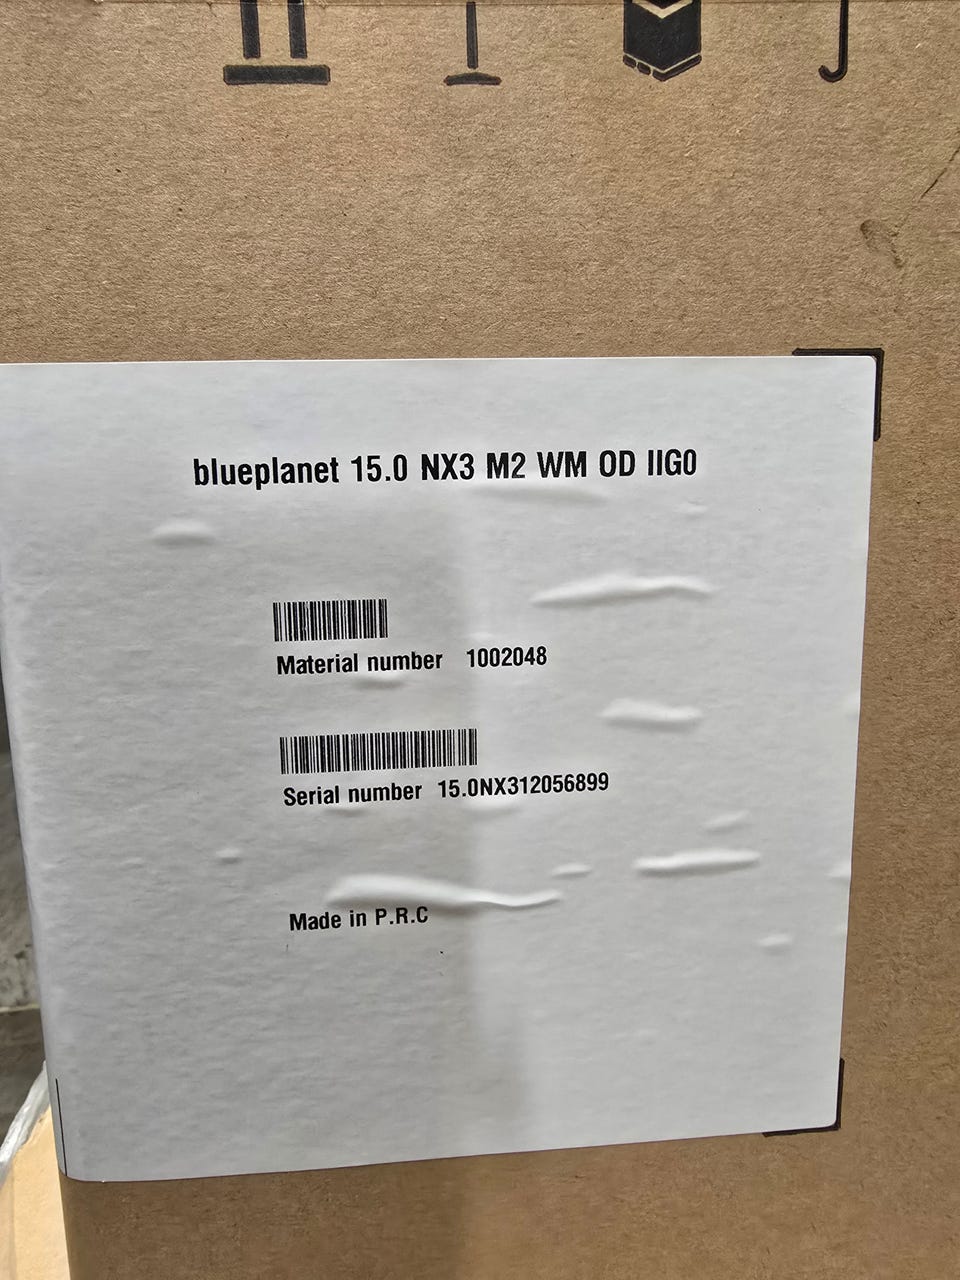 blueplanet 15.0 NX3 M2 WM OD IIG0
Material number 1002048
Serial number 15.0NX312056899
Made in P.R.C